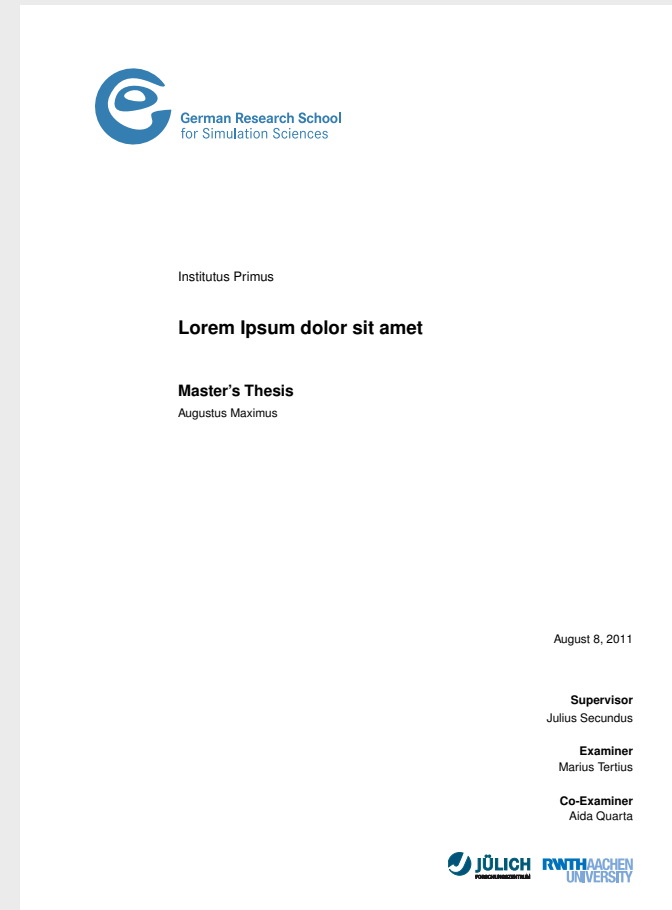 German Research School
for Simulation Sciences
Institutus Primus
Lorem Ipsum dolor sit amet
Master's Thesis
Augustus Maximus
August 8, 2011
Supervisor
Julius Secundus
Examiner
Marius Tertius
Co-Examiner
Aida Quarta
JÜLICH
FORSCHUNGSZENTRUM
RWTHAACHEN
UNIVERSITY